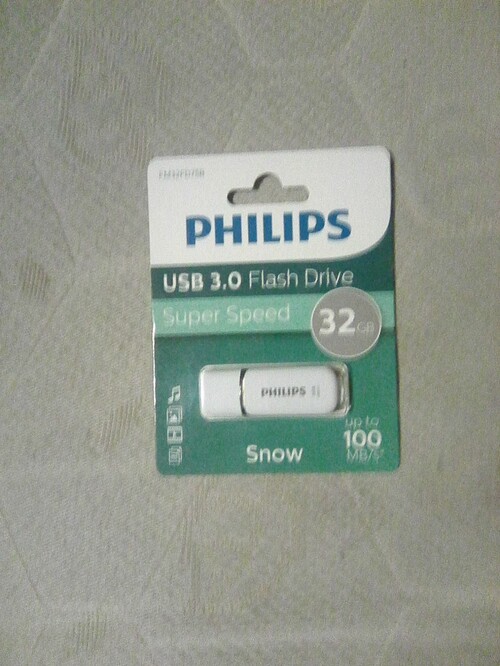 PHILIPS
USB 3.0 Flash Drive
Super Speed
32GB
PHILIPS
up to
100
MB/s*
Snow